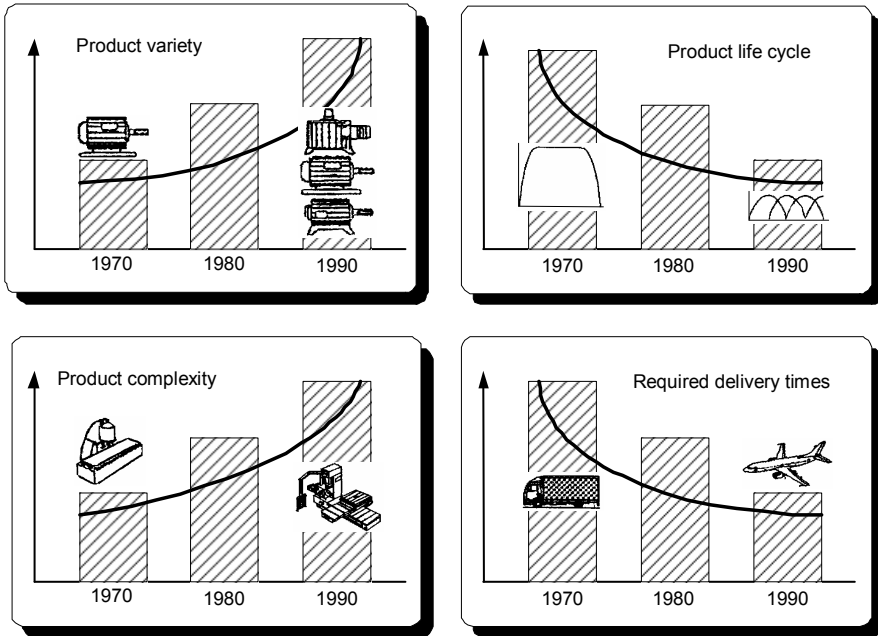 Product variety
1970 1980 1990
Product life cycle
1970 1980 1990
Product complexity
1970 1980 1990
Required delivery times
1970 1980 1990